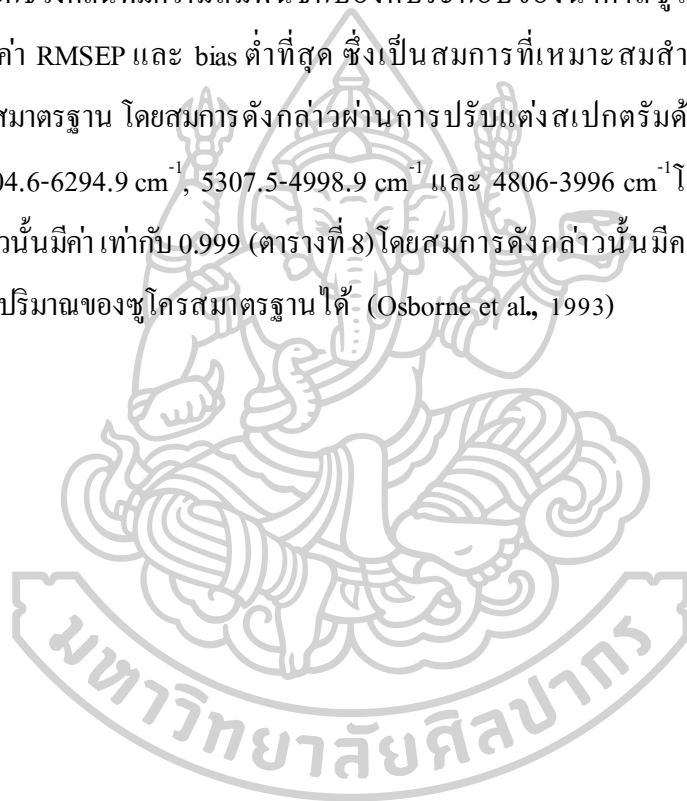 ค่า RMSEP และ bias ต่ำที่สุด ซึ่งเป็นสมการที่เหมาะสมสำ
สมาตรฐาน โดยสมการดังกล่าวผ่านการปรับแต่งสเปกตรัมด้
04.6-6294.9 cm⁻¹, 5307.5-4998.9 cm⁻¹ และ 4806-3996 cm⁻¹โ
วนั้นมีค่า เท่ากับ 0.999 (ตารางที่ 8)โดยสมการดังกล่าวนั้นมีค
ปริมาณของซูโครสมาตรฐานได้ (Osborne et al., 1993)
มหาวิทยาลัยศิลปากร